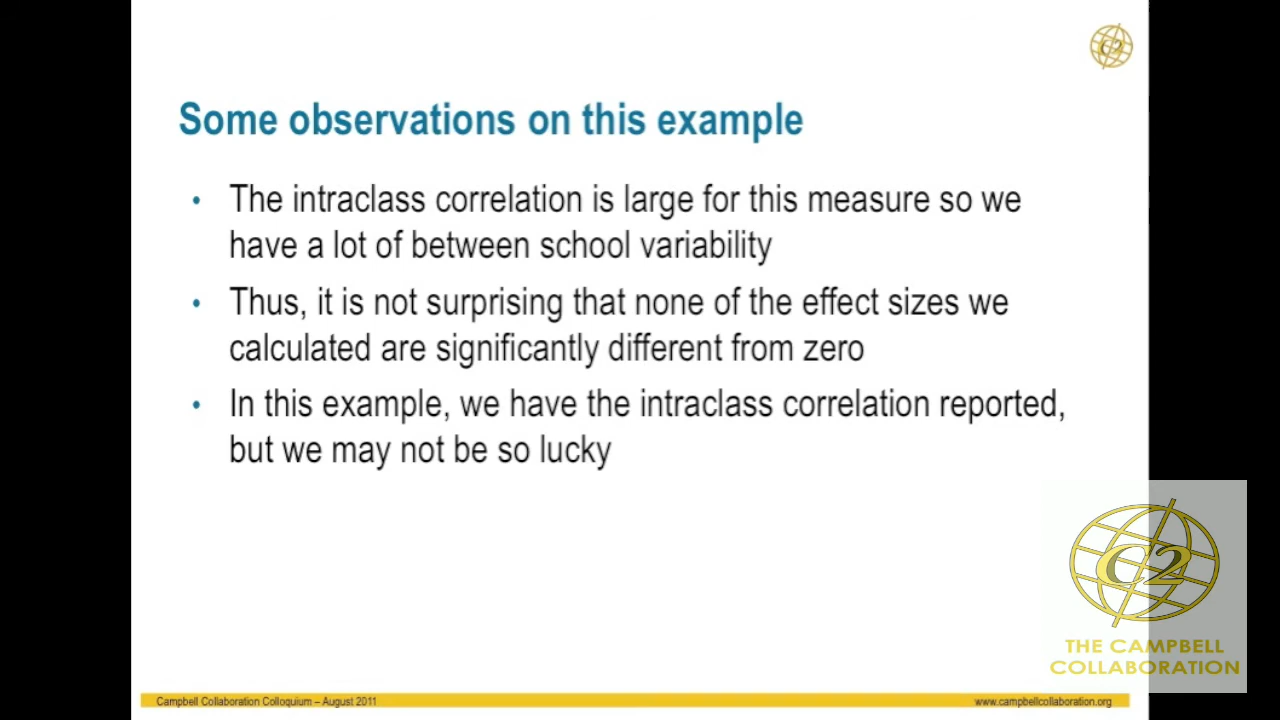 C2
Some observations on this example
• The intraclass correlation is large for this measure so we
have a lot of between school variability
• Thus, it is not surprising that none of the effect sizes we
calculated are significantly different from zero
• In this example, we have the intraclass correlation reported,
but we may not be so lucky
C2
THE CAMPBELL
COLLABORATION
Campbell Collaboration Colloquium – August 2011
www.campbellcollaboration.org